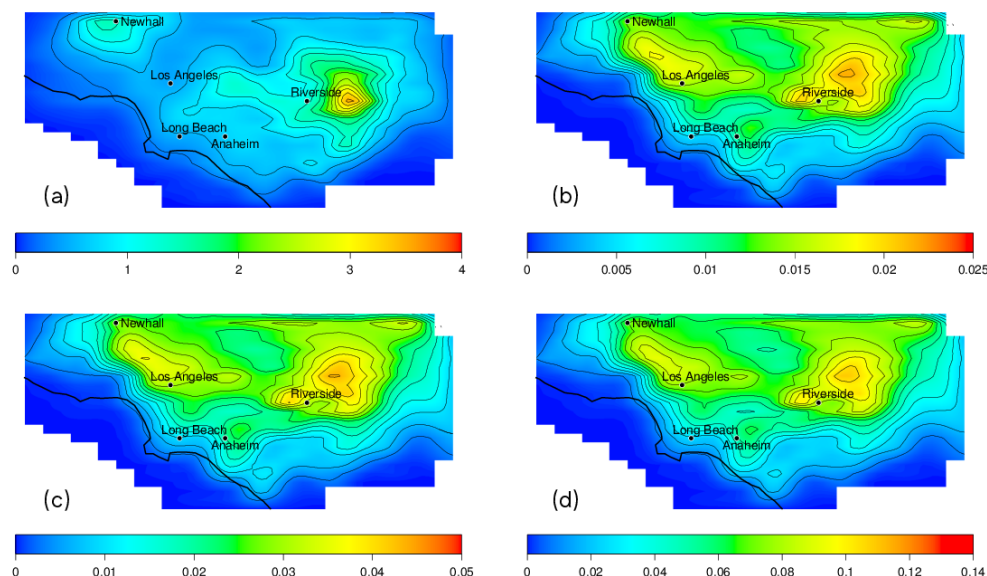 Newhall
Los Angeles
Riverside
Long Beach
Anaheim
(a)
0 1 2 3 4
Newhall
Los Angeles
Riverside
Long Beach
Anaheim
(b)
0 0.005 0.01 0.015 0.02 0.025
Newhall
Los Angeles
Riverside
Long Beach
Anaheim
(c)
0 0.01 0.02 0.03 0.04 0.05
Newhall
Los Angeles
Riverside
Long Beach
Anaheim
(d)
0 0.02 0.04 0.06 0.08 0.1 0.12 0.14